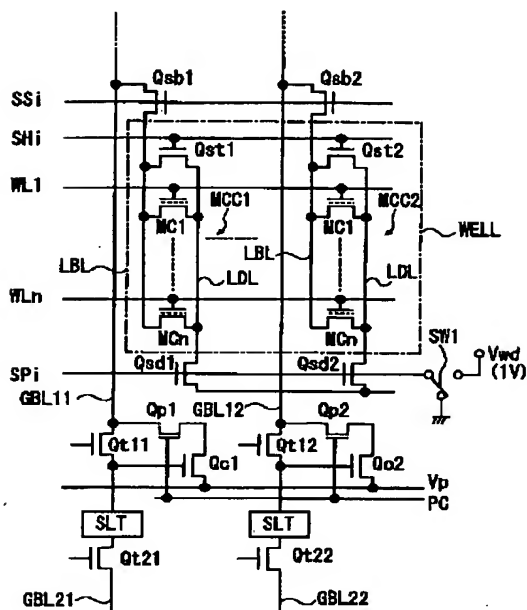 Qsb1 Qsb2
SSi
SHi
Qst1 Qst2
WL1
MCC1 MCC2
MC1 MC1
WELL
LBL LBL
LDL LDL
WLn
MCn MCn
SW1
Vwd
(1V)
Qsd1 Qsd2
SPi
GBL11 GBL12
Qp1 Qp2
Qt11 Qt12
Qc1 Qc2
Vp
PC
SLT SLT
Qt21 Qt22
GBL21 GBL22